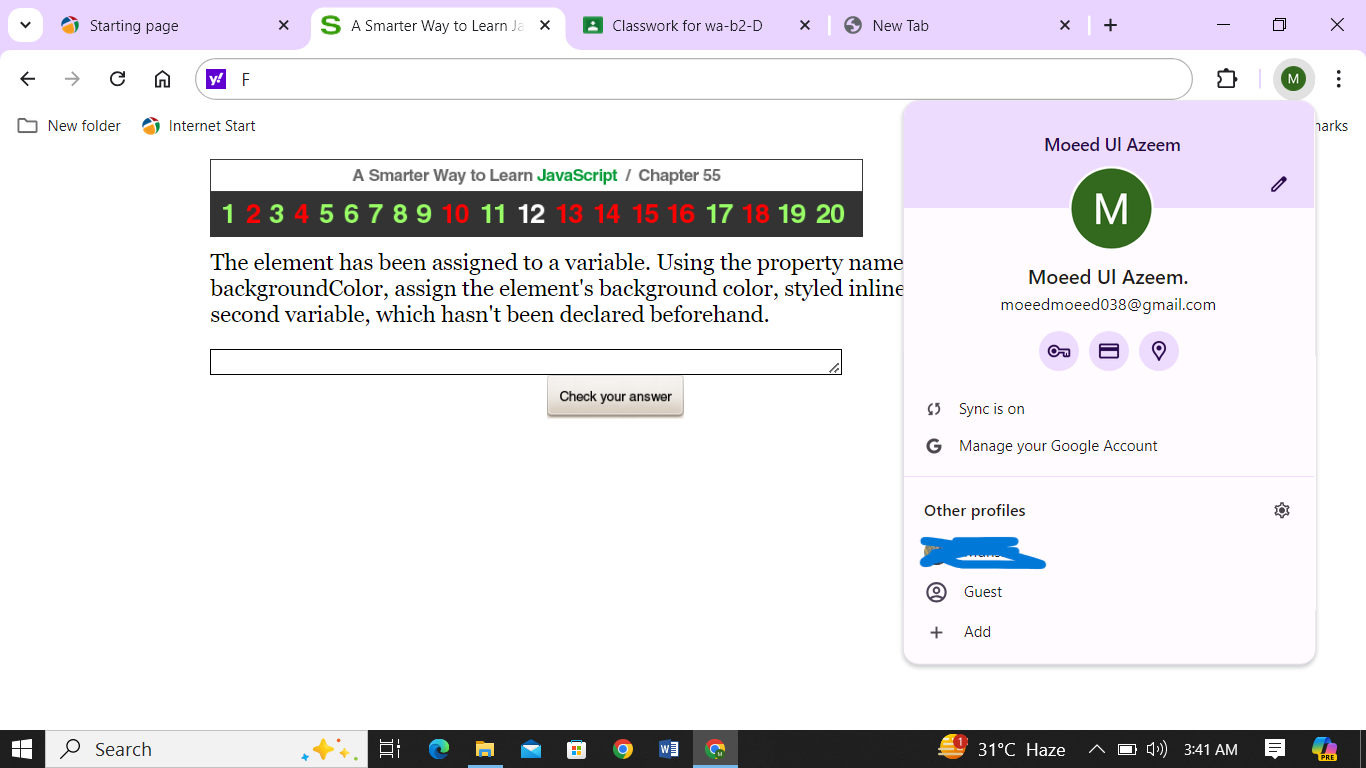 Starting page
A Smarter Way to Learn Ja
Classwork for wa-b2-D
New Tab
y!
F
M
New folder
Internet Start
A Smarter Way to Learn JavaScript / Chapter 55
1 2 3 4 5 6 7 8 9 10 11 12 13 14 15 16 17 18 19 20
The element has been assigned to a variable. Using the property name
backgroundColor, assign the element's background color, styled inline
second variable, which hasn't been declared beforehand.
Check your answer
Moeed Ul Azeem
M
Moeed Ul Azeem.
moeedmoeed038@gmail.com
Sync is on
Manage your Google Account
Other profiles
Guest
Add
Search
1
31°C Haze
3:41 AM
PRE